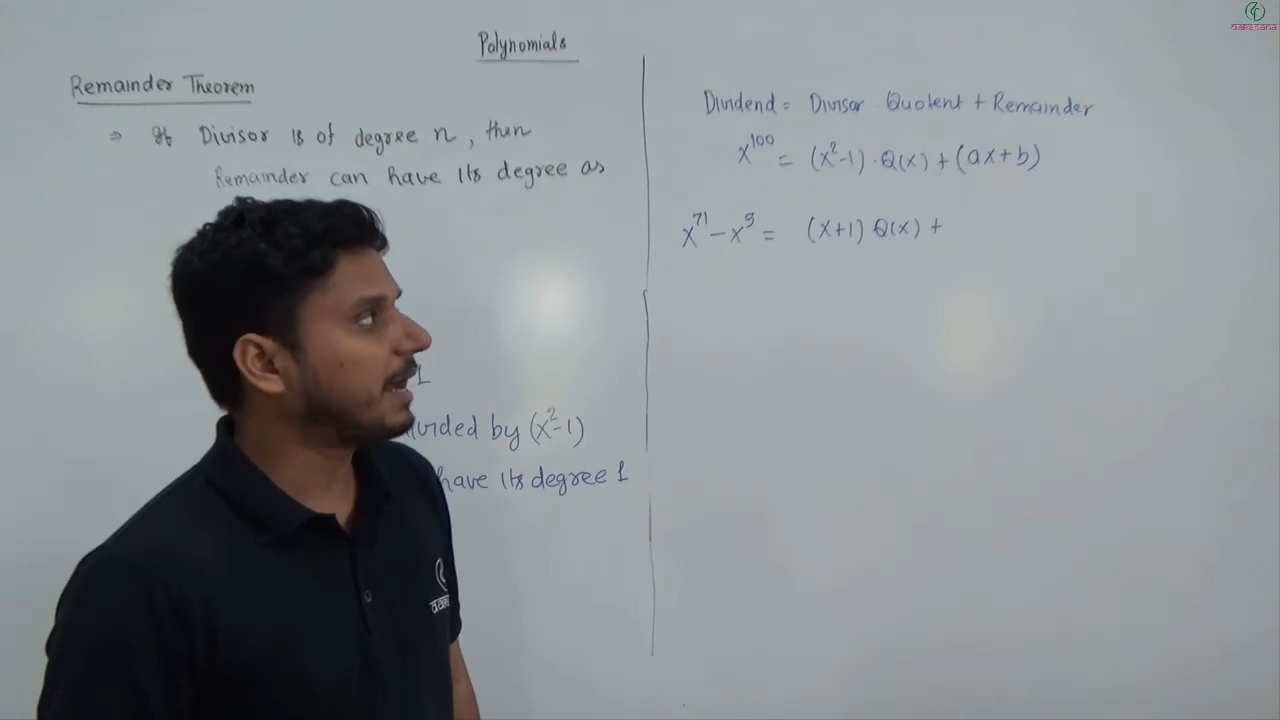 Polynomials
Remainder Theorem
⇒ If Divisor is of degree n, then
Remainder can have its degree as
1
divided by (x²-1)
have its degree 1
Dividend = Divisor . Quotent + Remainder
x¹⁰⁰ = (x²-1) . Q(x) + (ax+b)
x⁷¹ - x⁹ = (x+1) Q(x) +